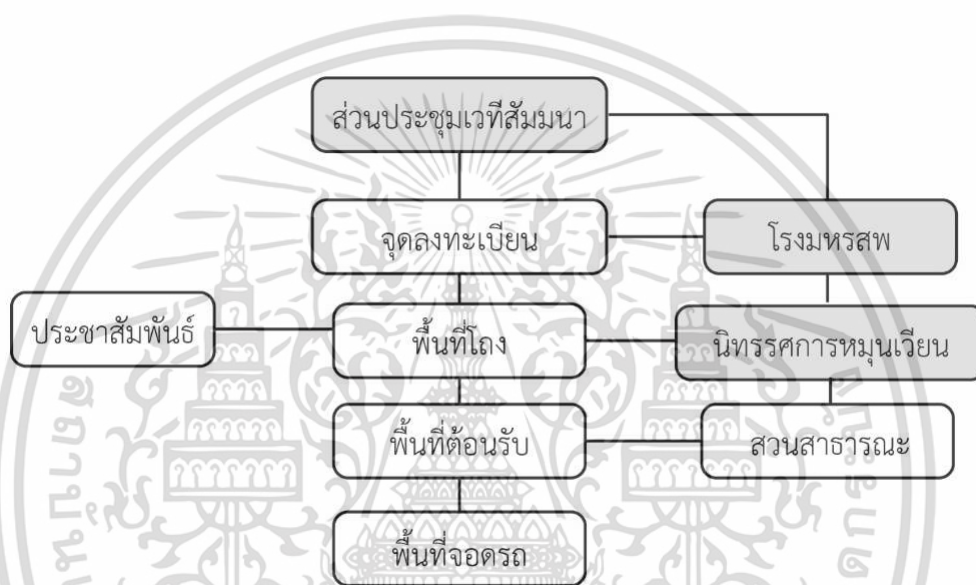 ส่วนประชุมเวทีสัมมนา
จุดลงทะเบียน
โรงมหรสพ
ประชาสัมพันธ์
พื้นที่โถง
นิทรรศการหมุนเวียน
พื้นที่ต้อนรับ
สวนสาธารณะ
พื้นที่จอดรถ